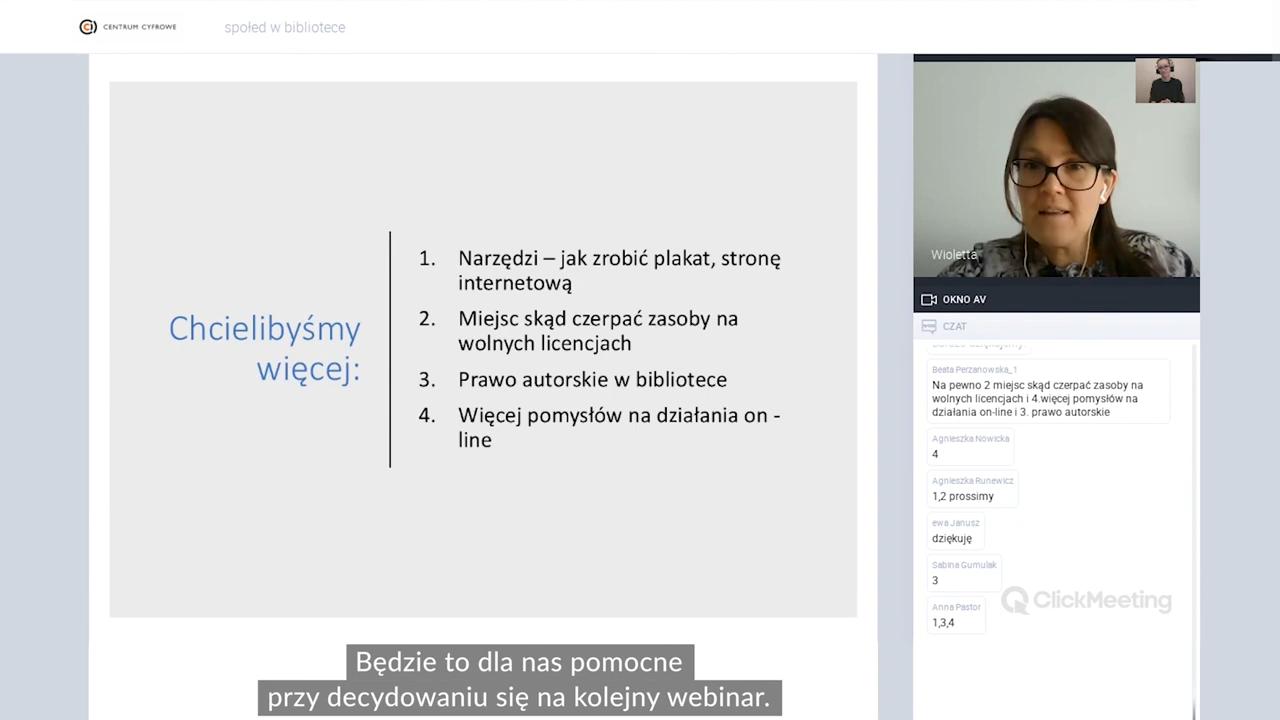 CENTRUM CYFROWE
społed w bibliotece
Chcielibyśmy
więcej:
1. Narzędzi – jak zrobić plakat, stronę
internetową
2. Miejsc skąd czerpać zasoby na
wolnych licencjach
3. Prawo autorskie w bibliotece
4. Więcej pomysłów na działania on -
line
Wioletta
OKNO AV
CZAT
Beata Perzanowska_1
Na pewno 2 miejsc skąd czerpać zasoby na
wolnych licencjach i 4.więcej pomysłów na
działania on-line i 3. prawo autorskie
Agnieszka Nowicka
4
Agnieszka Runewicz
1,2 prossimy
ewa Janusz
dziękuję
Sabina Gumulak
3
ClickMeeting
Anna Pastor
1,3,4
Będzie to dla nas pomocne
przy decydowaniu się na kolejny webinar.